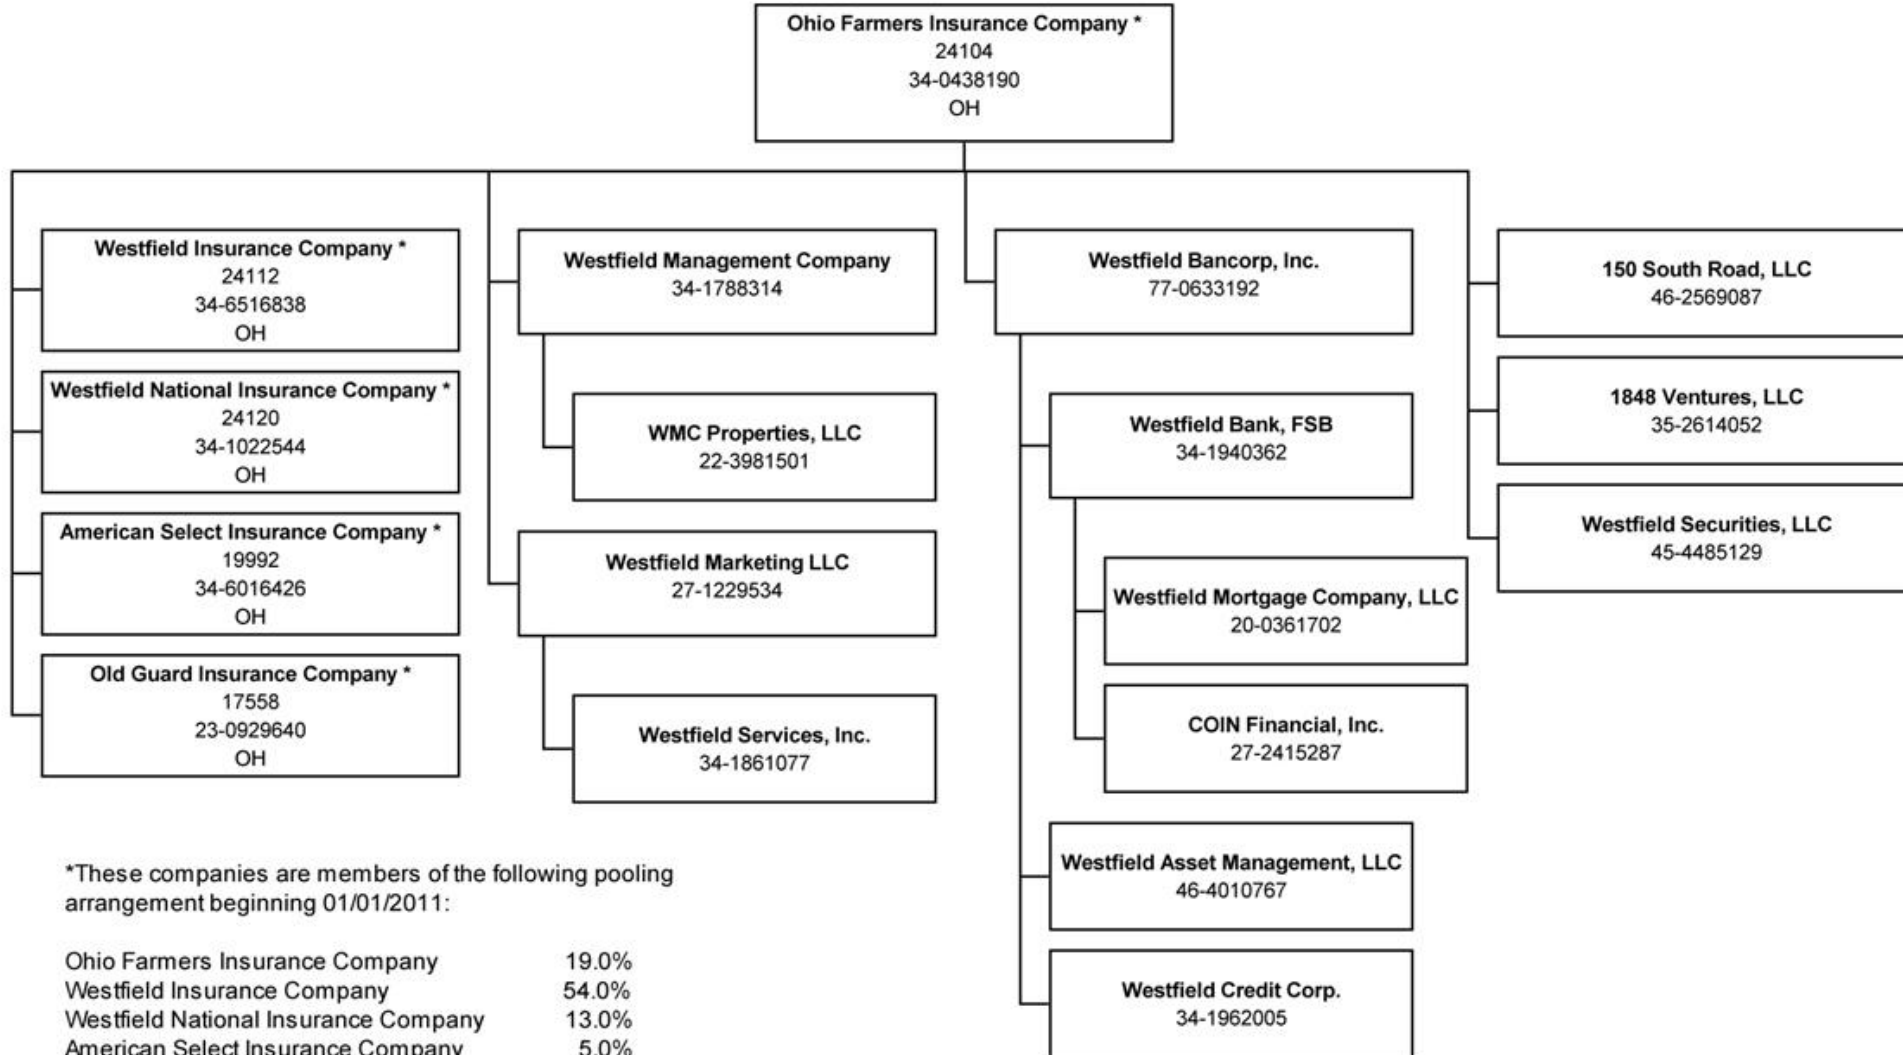 Ohio Farmers Insurance Company *
24104
34-0438190
OH
Westfield Insurance Company *
24112
34-6516838
OH
Westfield National Insurance Company *
24120
34-1022544
OH
American Select Insurance Company *
19992
34-6016426
OH
Old Guard Insurance Company *
17558
23-0929640
OH
Westfield Management Company
34-1788314
WMC Properties, LLC
22-3981501
Westfield Marketing LLC
27-1229534
Westfield Services, Inc.
34-1861077
Westfield Bancorp, Inc.
77-0633192
Westfield Bank, FSB
34-1940362
Westfield Mortgage Company, LLC
20-0361702
COIN Financial, Inc.
27-2415287
Westfield Asset Management, LLC
46-4010767
Westfield Credit Corp.
34-1962005
150 South Road, LLC
46-2569087
1848 Ventures, LLC
35-2614052
Westfield Securities, LLC
45-4485129
*These companies are members of the following pooling
arrangement beginning 01/01/2011:
Ohio Farmers Insurance Company 19.0%
Westfield Insurance Company 54.0%
Westfield National Insurance Company 13.0%
American Select Insurance Company 5.0%